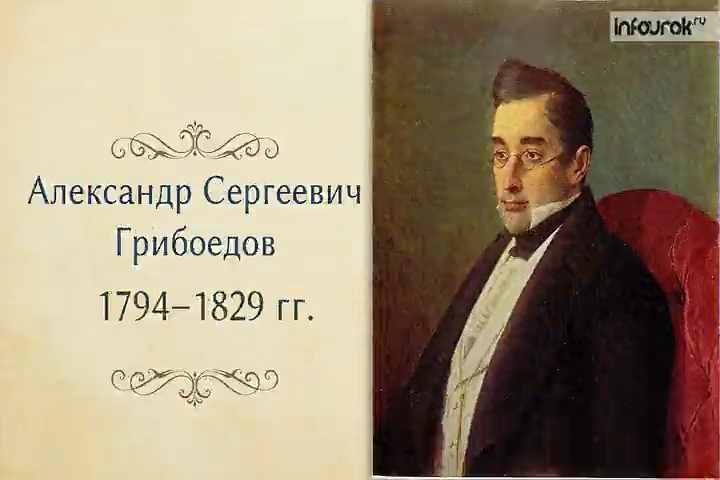 infourok.ru
Александр Сергеевич
Грибоедов
1794–1829 гг.